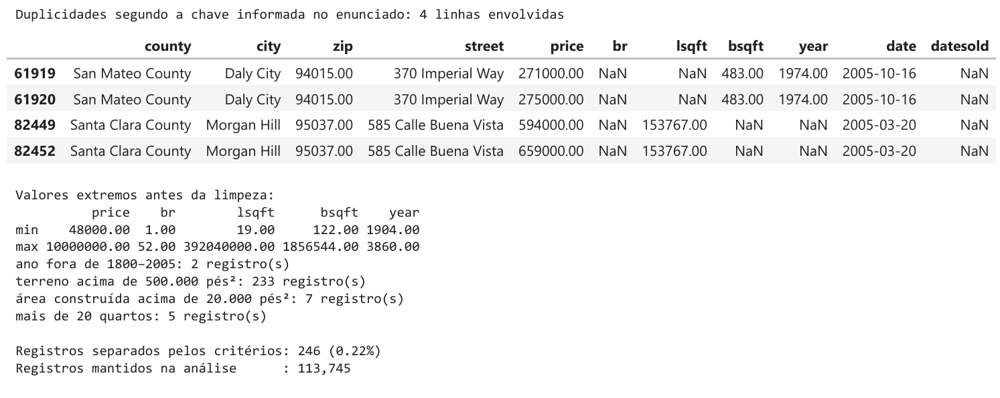 Duplicidades segundo a chave informada no enunciado: 4 linhas envolvidas
county city zip street price br lsqft bsqft year date datesold
61919 San Mateo County Daly City 94015.00 370 Imperial Way 271000.00 NaN NaN 483.00 1974.00 2005-10-16 NaN
61920 San Mateo County Daly City 94015.00 370 Imperial Way 275000.00 NaN NaN 483.00 1974.00 2005-10-16 NaN
82449 Santa Clara County Morgan Hill 95037.00 585 Calle Buena Vista 594000.00 NaN 153767.00 NaN NaN 2005-03-20 NaN
82452 Santa Clara County Morgan Hill 95037.00 585 Calle Buena Vista 659000.00 NaN 153767.00 NaN NaN 2005-03-20 NaN
Valores extremos antes da limpeza:
price br lsqft bsqft year
min 48000.00 1.00 19.00 122.00 1904.00
max 10000000.00 52.00 392040000.00 1856544.00 3860.00
ano fora de 1800–2005: 2 registro(s)
terreno acima de 500.000 pés²: 233 registro(s)
área construída acima de 20.000 pés²: 7 registro(s)
mais de 20 quartos: 5 registro(s)
Registros separados pelos critérios: 246 (0.22%)
Registros mantidos na análise : 113,745